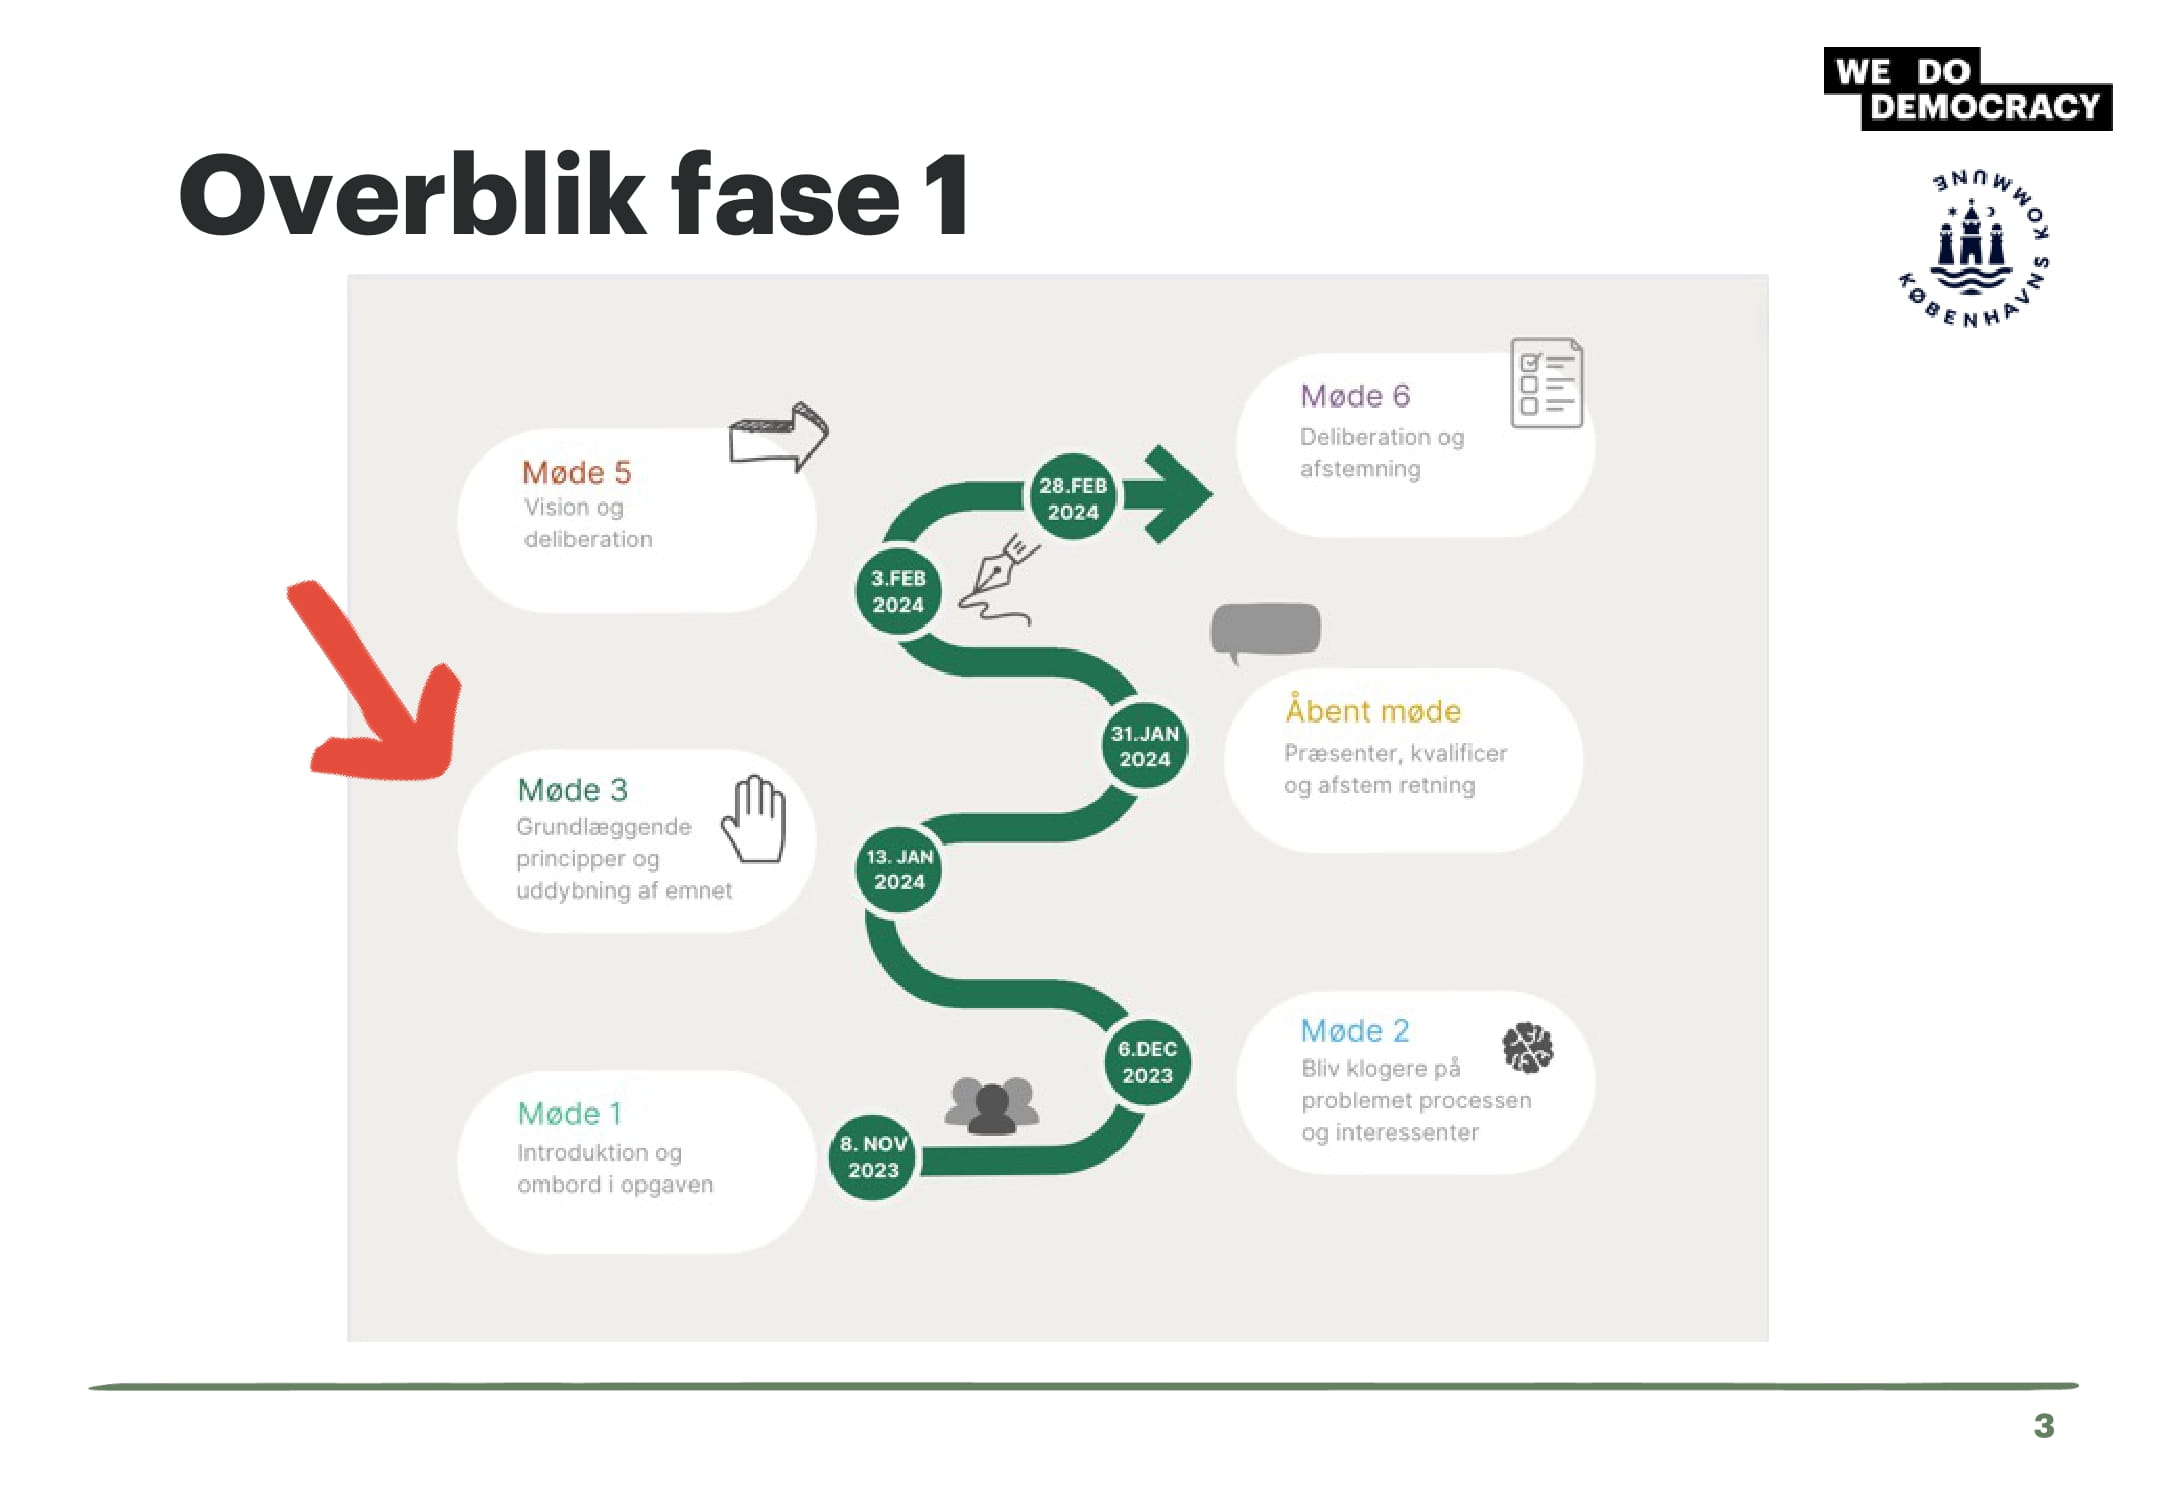 WE DO
DEMOCRACY
KØBENHAVNS KOMMUNE
Overblik fase 1
Møde 6
Deliberation og
afstemning
Møde 5
Vision og
deliberation
28.FEB
2024
3.FEB
2024
Åbent møde
Præsenter, kvalificer
og afstem retning
31.JAN
2024
Møde 3
Grundlæggende
principper og
uddybning af emnet
13. JAN
2024
Møde 2
Bliv klogere på
problemet processen
og interessenter
6.DEC
2023
Møde 1
Introduktion og
ombord i opgaven
8. NOV
2023
3